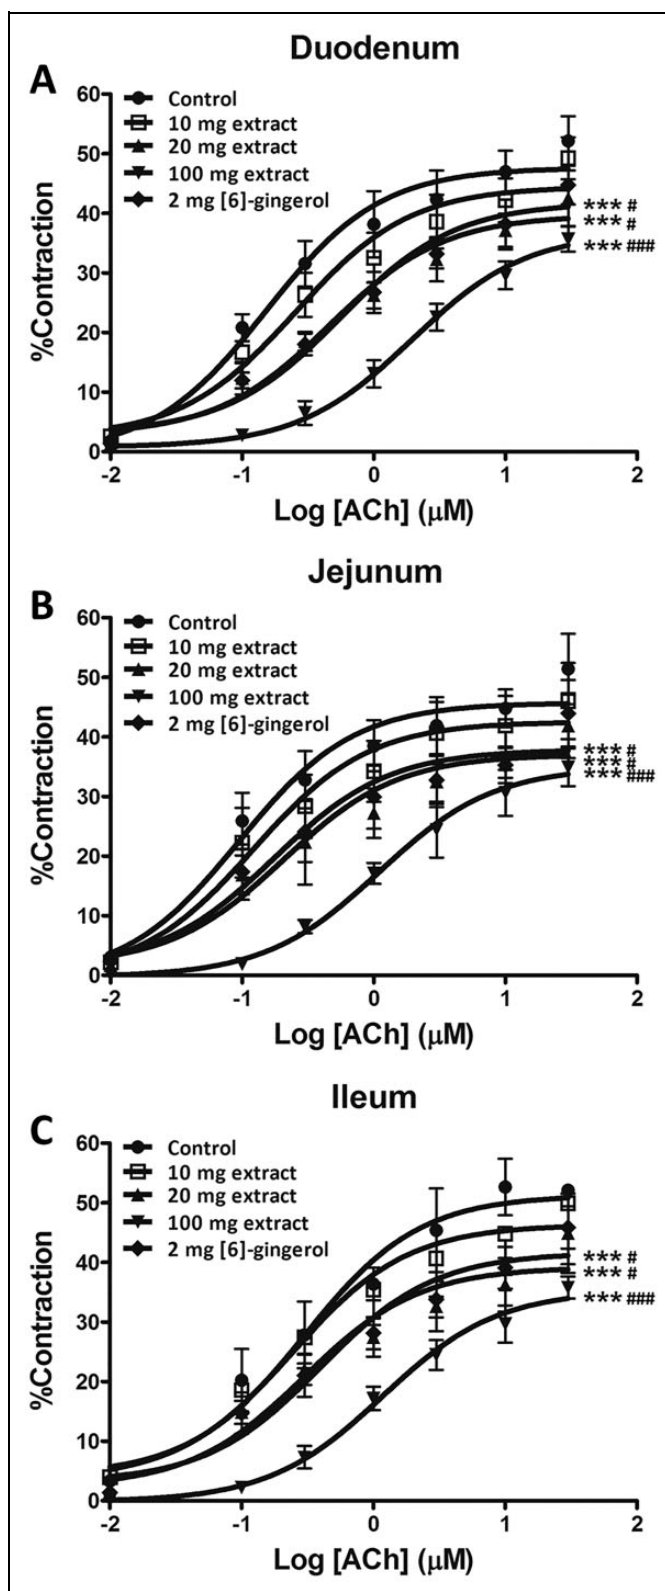 Duodenum
A
60
50
40
30
20
10
0
%Contraction
Control
10 mg extract
20 mg extract
100 mg extract
2 mg [6]-gingerol
*** #
*** #
*** ###
-2
-1
0
1
2
Log [ACh] (μM)
Jejunum
B
60
50
40
30
20
10
0
%Contraction
Control
10 mg extract
20 mg extract
100 mg extract
2 mg [6]-gingerol
*** #
*** #
*** ###
-2
-1
0
1
2
Log [ACh] (μM)
Ileum
C
60
50
40
30
20
10
0
%Contraction
Control
10 mg extract
20 mg extract
100 mg extract
2 mg [6]-gingerol
*** #
*** #
*** ###
-2
-1
0
1
2
Log [ACh] (μM)